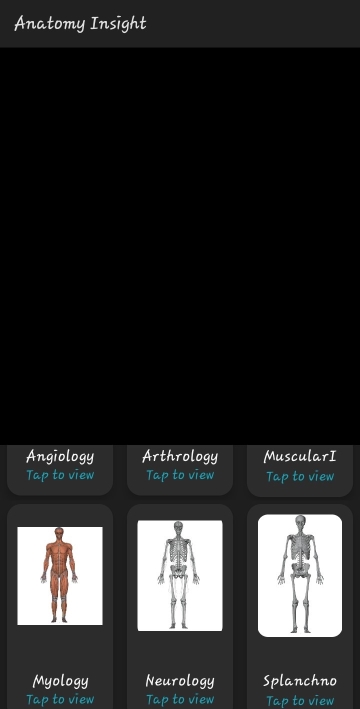 Anatomy Insight
Angiology Arthrology MuscularI
Tap to view Tap to view Tap to view
Myology Neurology Splanchno
Tap to view Tap to view Tap to view